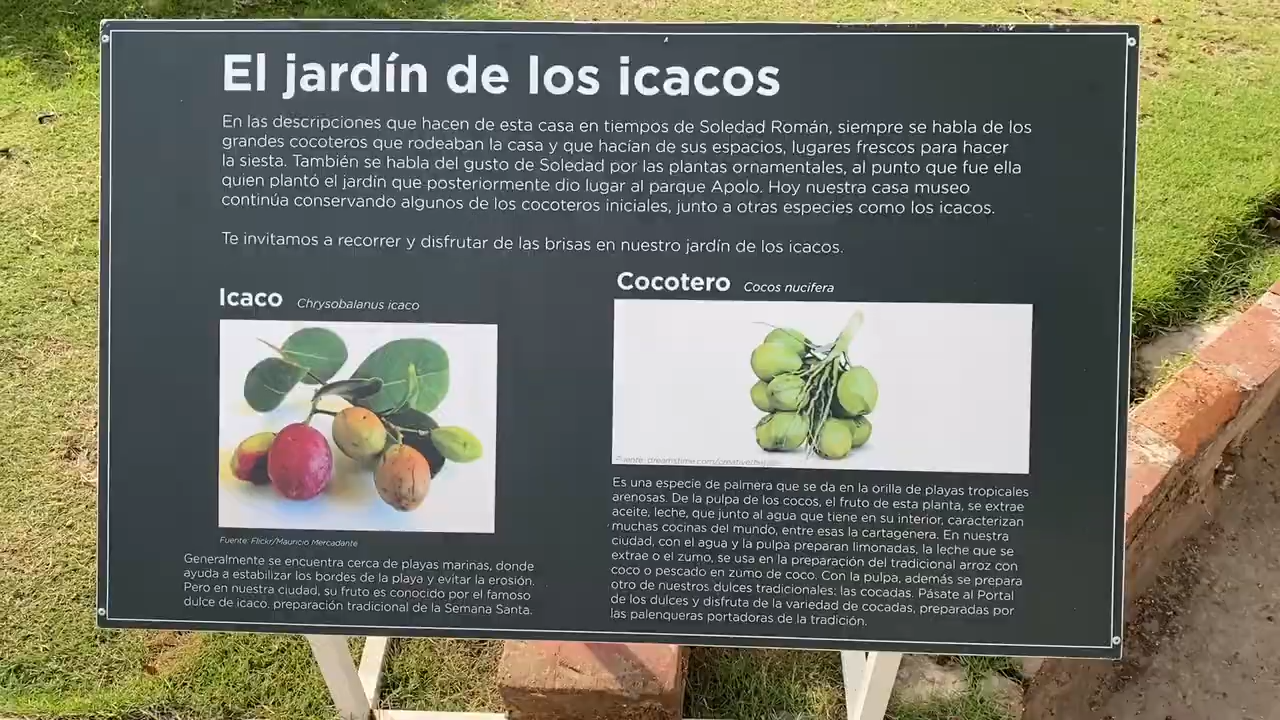 El jardín de los icacos
En las descripciones que hacen de esta casa en tiempos de Soledad Román, siempre se habla de los
grandes cocoteros que rodeaban la casa y que hacían de sus espacios, lugares frescos para hacer
la siesta. También se habla del gusto de Soledad por las plantas ornamentales, al punto que fue ella
quien plantó el jardín que posteriormente dio lugar al parque Apolo. Hoy nuestra casa museo
continúa conservando algunos de los cocoteros iniciales, junto a otras especies como los icacos.
Te invitamos a recorrer y disfrutar de las brisas en nuestro jardín de los icacos.
Icaco Chrysobalanus icaco
Fuente: Flickr/Mauricio Mercadante
Generalmente se encuentra cerca de playas marinas, donde
ayuda a estabilizar los bordes de la playa y evitar la erosión.
Pero en nuestra ciudad, su fruto es conocido por el famoso
dulce de icaco, preparación tradicional de la Semana Santa.
Cocotero Cocos nucifera
Fuente: dreamstime.com/
Es una especie de palmera que se da en la orilla de playas tropicales
arenosas. De la pulpa de los cocos, el fruto de esta planta, se extrae
aceite, leche, que junto al agua que tiene en su interior, caracterizan
muchas cocinas del mundo, entre esas la cartagenera. En nuestra
ciudad, con el agua y la pulpa preparan limonadas, la leche que se
extrae o el zumo, se usa en la preparación del tradicional arroz con
coco o pescado en zumo de coco. Con la pulpa, además se prepara
otro de nuestros dulces tradicionales: las cocadas. Pásate al Portal
de los dulces y disfruta de la variedad de cocadas, preparadas por
las palenqueras portadoras de la tradición.